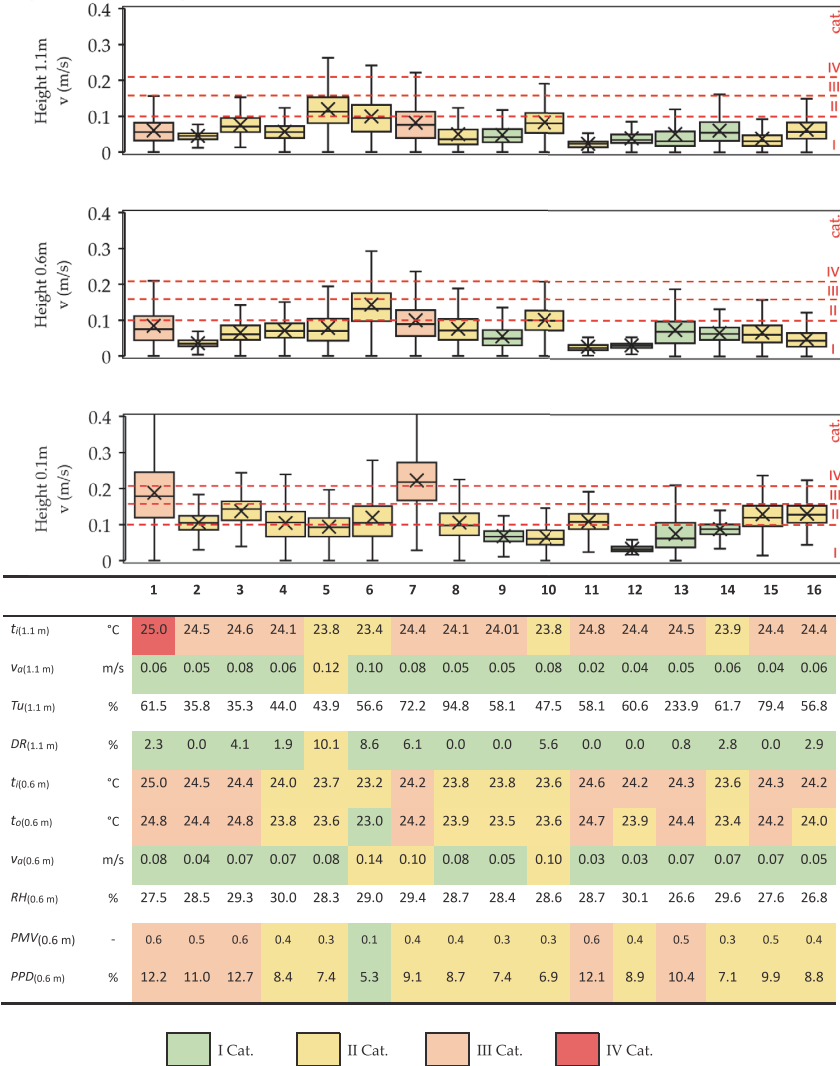 0.4
0.3
0.2
0.1
0
Height 1.1m
v (m/s)
cat.
IV
III
II
I
0.4
0.3
0.2
0.1
0
Height 0.6m
v (m/s)
cat.
IV
III
II
I
0.4
0.3
0.2
0.1
0
Height 0.1m
v (m/s)
cat.
IV
III
II
I
1 2 3 4 5 6 7 8 9 10 11 12 13 14 15 16
ti(1.1 m) °C 25.0 24.5 24.6 24.1 23.8 23.4 24.4 24.1 24.01 23.8 24.8 24.4 24.5 23.9 24.4 24.4
va(1.1 m) m/s 0.06 0.05 0.08 0.06 0.12 0.10 0.08 0.05 0.05 0.08 0.02 0.04 0.05 0.06 0.04 0.06
Tu(1.1 m) % 61.5 35.8 35.3 44.0 43.9 56.6 72.2 94.8 58.1 47.5 58.1 60.6 233.9 61.7 79.4 56.8
DR(1.1 m) % 2.3 0.0 4.1 1.9 10.1 8.6 6.1 0.0 0.0 5.6 0.0 0.0 0.8 2.8 0.0 2.9
ti(0.6 m) °C 25.0 24.5 24.4 24.0 23.7 23.2 24.2 23.8 23.8 23.6 24.6 24.2 24.3 23.6 24.3 24.2
to(0.6 m) °C 24.8 24.4 24.8 23.8 23.6 23.0 24.2 23.9 23.5 23.6 24.7 23.9 24.4 23.4 24.2 24.0
va(0.6 m) m/s 0.08 0.04 0.07 0.07 0.08 0.14 0.10 0.08 0.05 0.10 0.03 0.03 0.07 0.07 0.07 0.05
RH(0.6 m) % 27.5 28.5 29.3 30.0 28.3 29.0 29.4 28.7 28.4 28.6 28.7 30.1 26.6 29.6 27.6 26.8
PMV(0.6 m) - 0.6 0.5 0.6 0.4 0.3 0.1 0.4 0.4 0.3 0.3 0.6 0.4 0.5 0.3 0.5 0.4
PPD(0.6 m) % 12.2 11.0 12.7 8.4 7.4 5.3 9.1 8.7 7.4 6.9 12.1 8.9 10.4 7.1 9.9 8.8
I Cat. II Cat. III Cat. IV Cat.